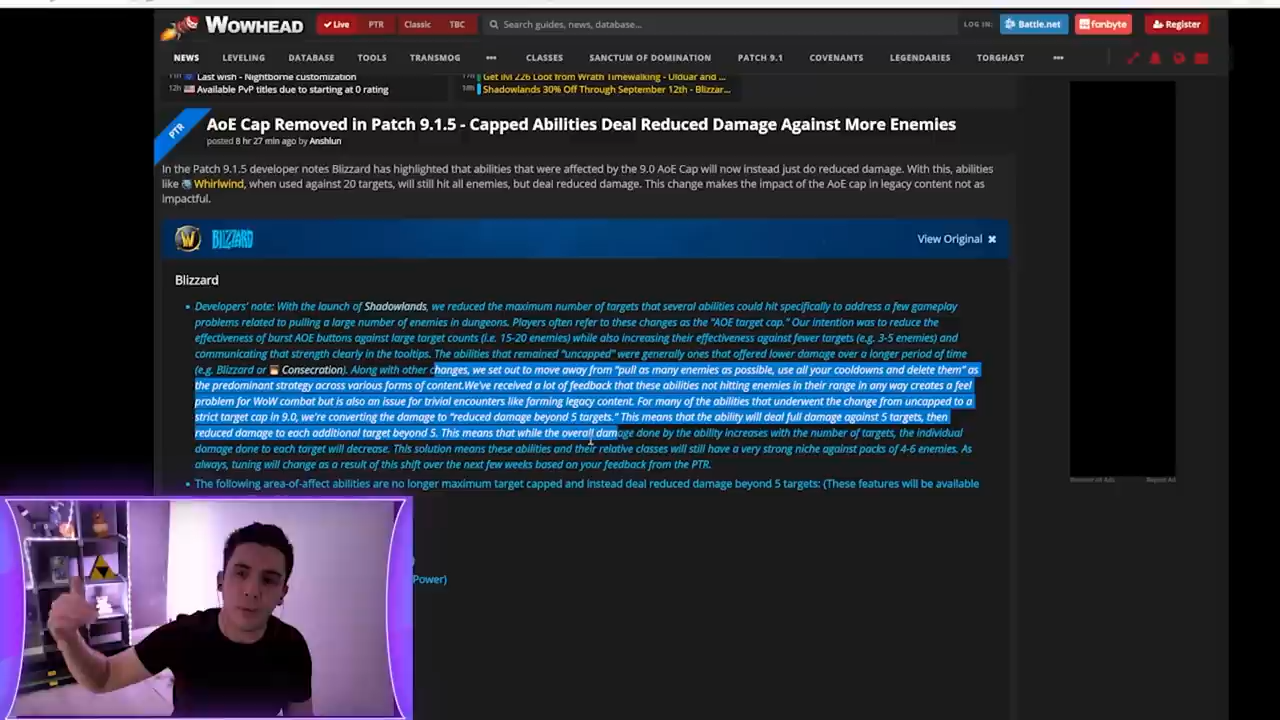 WOWHEAD
Live PTR Classic TBC
Search guides, news, database...
LOG IN: Battle.net fanbyte Register
NEWS LEVELING DATABASE TOOLS TRANSMOG ••• CLASSES SANCTUM OF DOMINATION PATCH 9.1 COVENANTS LEGENDARIES TORGHAST •••
Last wish - Nightborne customization
Get ilvl 226 Loot from Wrath Timewalking - Ulduar and ...
12h Available PvP titles due to starting at 0 rating
Shadowlands 30% Off Through September 12th - Blizzar...
PTR
AoE Cap Removed in Patch 9.1.5 - Capped Abilities Deal Reduced Damage Against More Enemies
posted 8 hr 27 min ago by Anshlun
In the Patch 9.1.5 developer notes Blizzard has highlighted that abilities that were affected by the 9.0 AoE Cap will now instead just do reduced damage. With this, abilities
like Whirlwind, when used against 20 targets, will still hit all enemies, but deal reduced damage. This change makes the impact of the AoE cap in legacy content not as
impactful.
W BLIZZARD View Original ✖
Blizzard
Developers' note: With the launch of Shadowlands, we reduced the maximum number of targets that several abilities could hit specifically to address a few gameplay
problems related to pulling a large number of enemies in dungeons. Players often refer to these changes as the "AOE target cap." Our intention was to reduce the
effectiveness of burst AOE buttons against large target counts (i.e. 15-20 enemies) while also increasing their effectiveness against fewer targets (e.g. 3-5 enemies) and
communicating that strength clearly in the tooltips. The abilities that remained "uncapped" were generally ones that offered lower damage over a longer period of time
(e.g. Blizzard or Consecration). Along with other changes, we set out to move away from "pull as many enemies as possible, use all your cooldowns and delete them" as
the predominant strategy across various forms of content.We've received a lot of feedback that these abilities not hitting enemies in their range in any way creates a feel
problem for WoW combat but is also an issue for trivial encounters like farming legacy content. For many of the abilities that underwent the change from uncapped to a
strict target cap in 9.0, we're converting the damage to "reduced damage beyond 5 targets." This means that the ability will deal full damage against 5 targets, then
reduced damage to each additional target beyond 5. This means that while the overall damage done by the ability increases with the number of targets, the individual
damage done to each target will decrease. This solution means these abilities and their relative classes will still have a very strong niche against packs of 4-6 enemies. As
always, tuning will change as a result of this shift over the next few weeks based on your feedback from the PTR.
The following area-of-affect abilities are no longer maximum target capped and instead deal reduced damage beyond 5 targets: (These features will be available
)
Power)
Report Ad